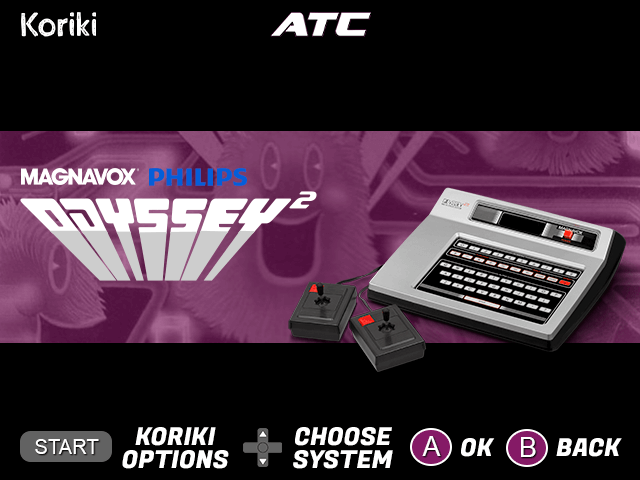 Koriki
ATC
MAGNAVOX PHILIPS
ODYSSEY²
START
KORIKI
OPTIONS
CHOOSE
SYSTEM
A
OK
B
BACK